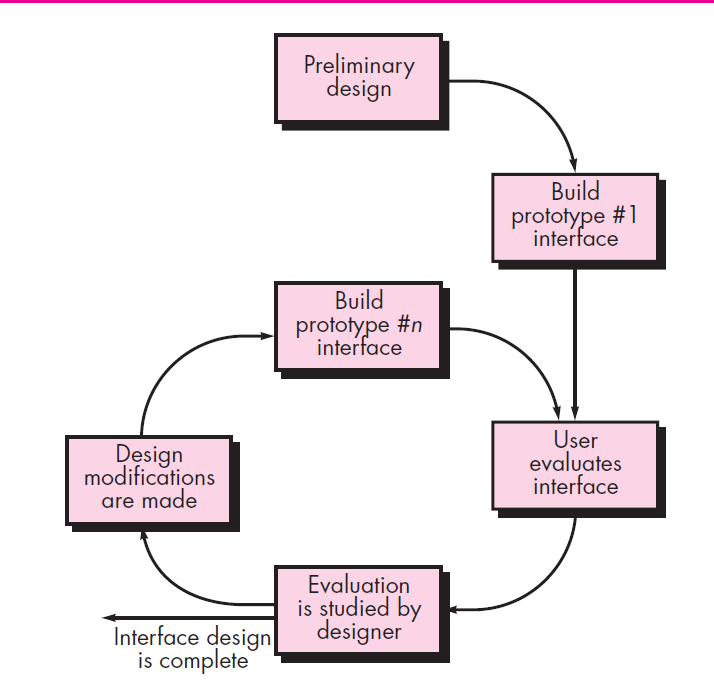 Preliminary
design
Build
prototype #1
interface
Build
prototype #n
interface
User
evaluates
interface
Design
modifications
are made
Evaluation
is studied by
designer
Interface design
is complete